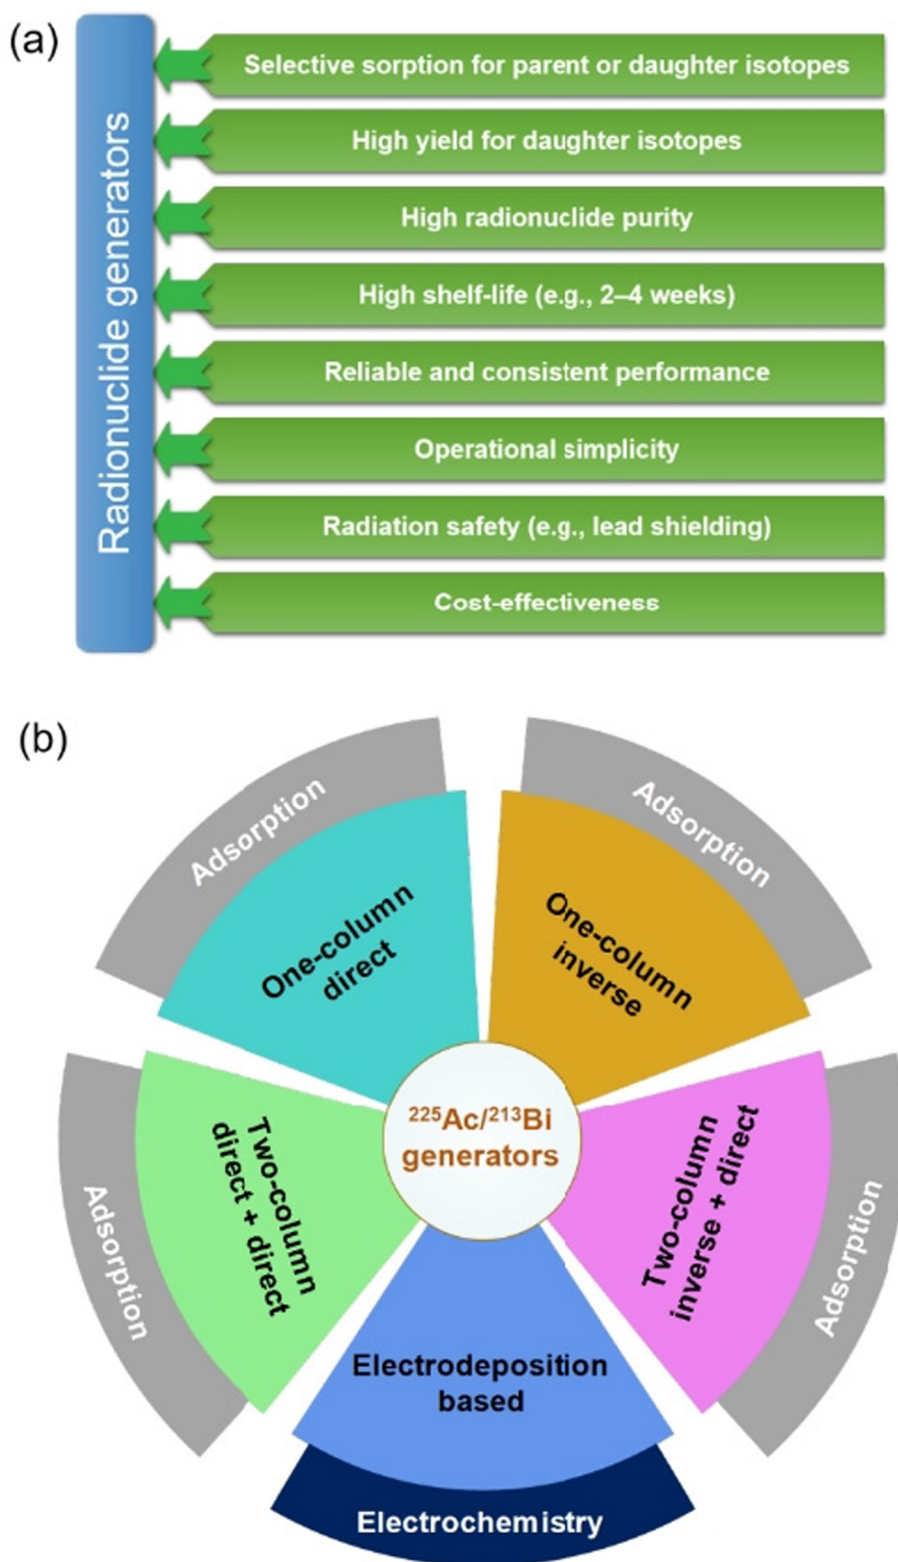 (a)
Radionuclide generators
Selective sorption for parent or daughter isotopes
High yield for daughter isotopes
High radionuclide purity
High shelf-life (e.g., 2–4 weeks)
Reliable and consistent performance
Operational simplicity
Radiation safety (e.g., lead shielding)
Cost-effectiveness
(b)
Adsorption
One-column
direct
Adsorption
One-column
inverse
Adsorption
Two-column
direct + direct
²²⁵Ac/²¹³Bi
generators
Two-column
inverse + direct
Adsorption
Electrodeposition
based
Electrochemistry